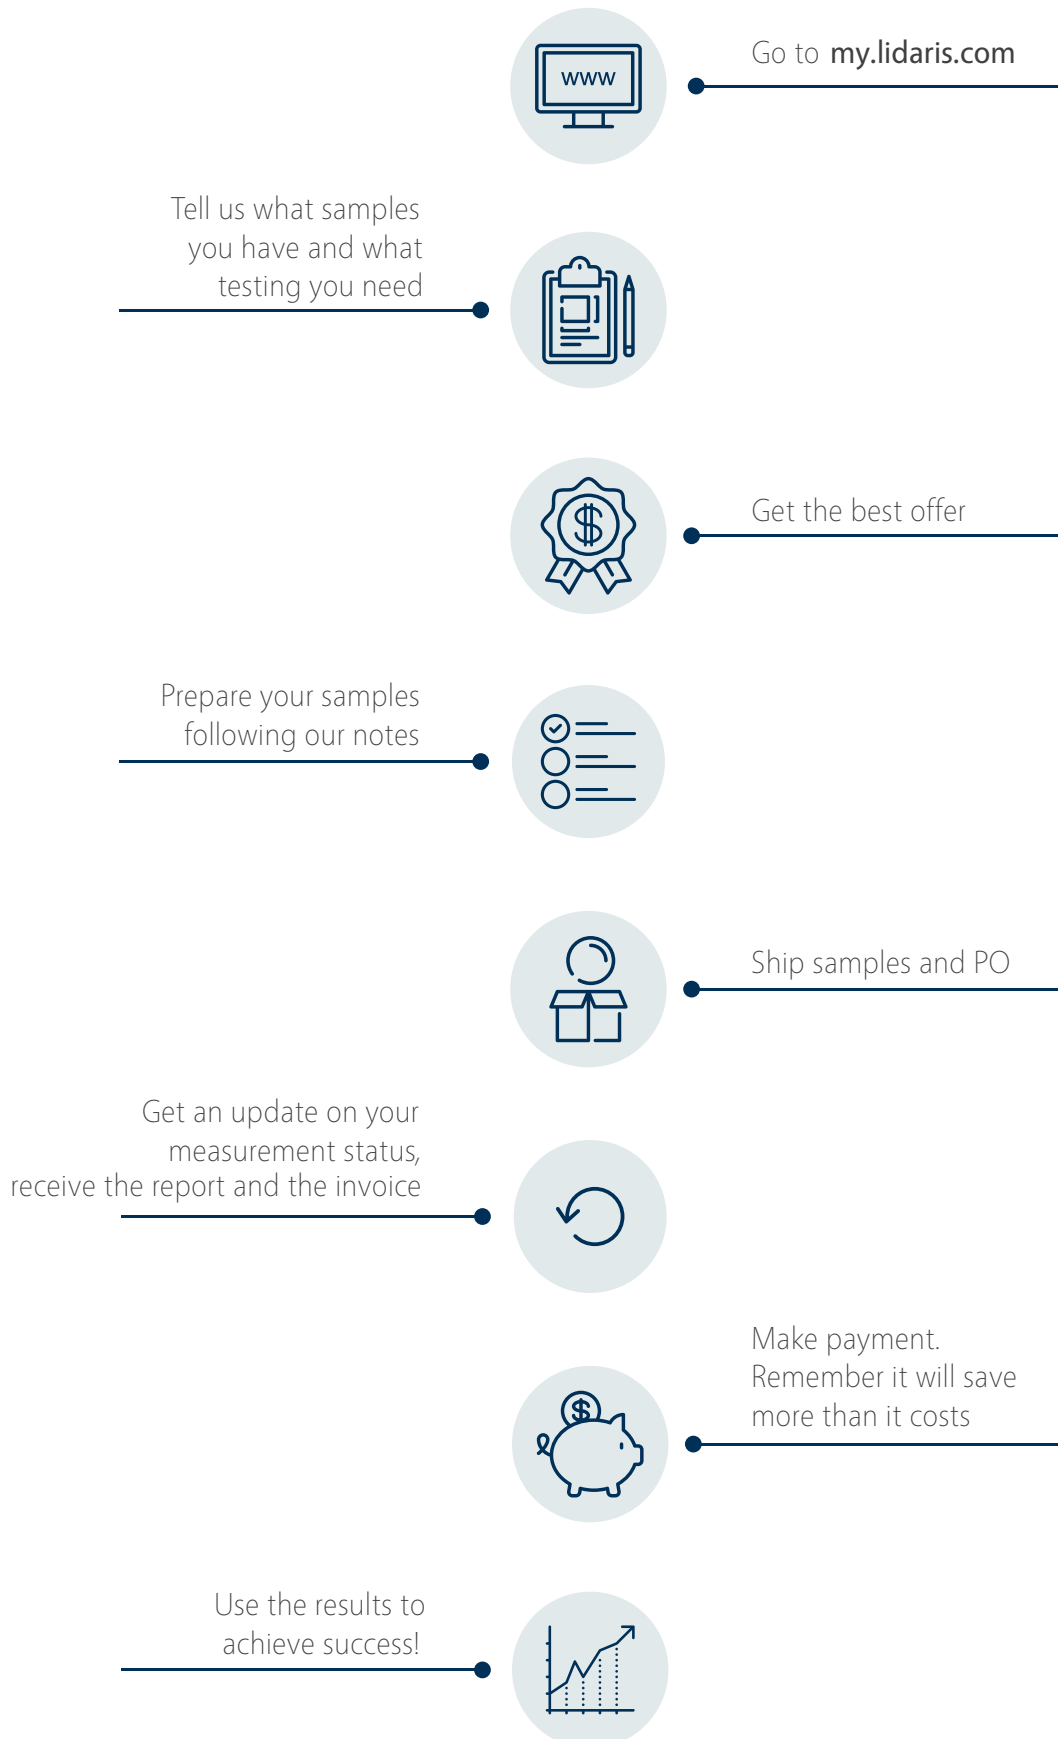 Go to my.lidaris.com
www
Tell us what samples
you have and what
testing you need
$
Get the best offer
Prepare your samples
following our notes
Ship samples and PO
Get an update on your
measurement status,
receive the report and the invoice
Make payment.
Remember it will save
more than it costs
$
Use the results to
achieve success!